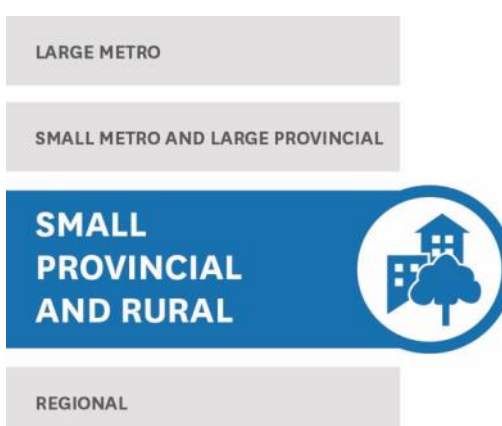 LARGE METRO
SMALL METRO AND LARGE PROVINCIAL
SMALL
PROVINCIAL
AND RURAL
REGIONAL